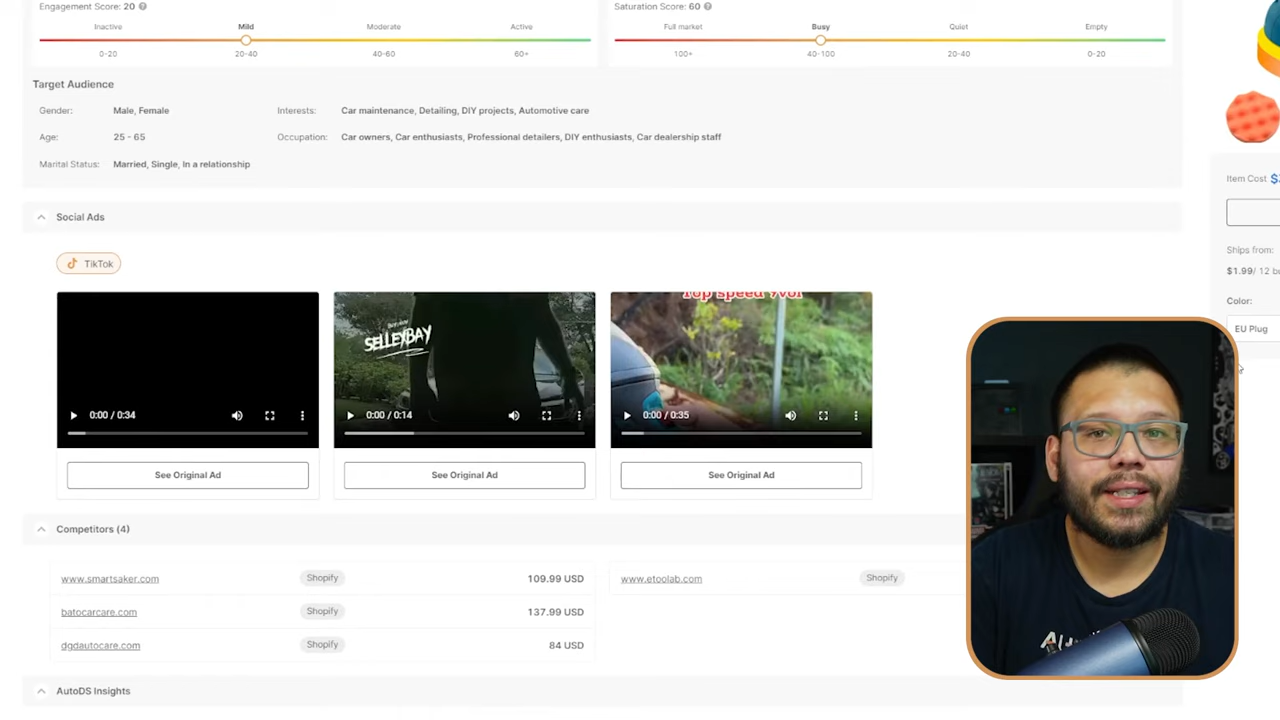 Engagement Score: 20
Inactive Mild Moderate Active
0-20 20-40 40-60 60+
Saturation Score: 60
Full market Busy Quiet Empty
100+ 40-100 20-40 0-20
Target Audience
Gender: Male, Female
Interests: Car maintenance, Detailing, DIY projects, Automotive care
Age: 25 - 65
Occupation: Car owners, Car enthusiasts, Professional detailers, DIY enthusiasts, Car dealership staff
Marital Status: Married, Single, In a relationship
Item Cost $
Ships from:
$1.99/ 12
Color:
EU Plug
Social Ads
TikTok
SELLEXBAY
Top speed
0:00 / 0:34
0:00 / 0:14
0:00 / 0:35
See Original Ad
See Original Ad
See Original Ad
Competitors (4)
www.smartsaker.com Shopify 109.99 USD
www.etoolab.com Shopify
batocarcare.com Shopify 137.99 USD
dgdautocare.com Shopify 84 USD
AutoDS Insights